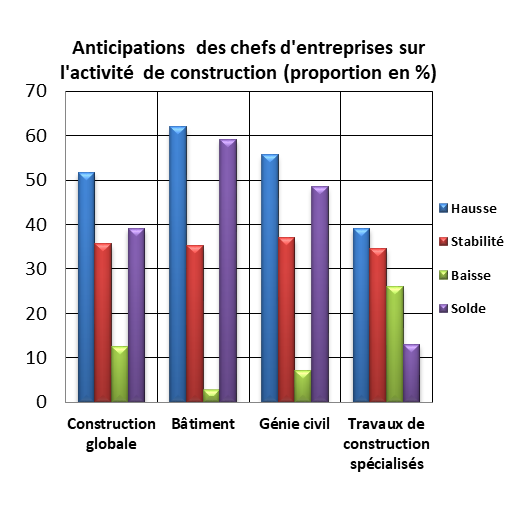 Anticipations des chefs d'entreprises sur
l'activité de construction (proportion en %)
70
60
50
40
30
20
10
0
Construction
globale
Bâtiment
Génie civil
Travaux de
construction
spécialisés
Hausse
Stabilité
Baisse
Solde